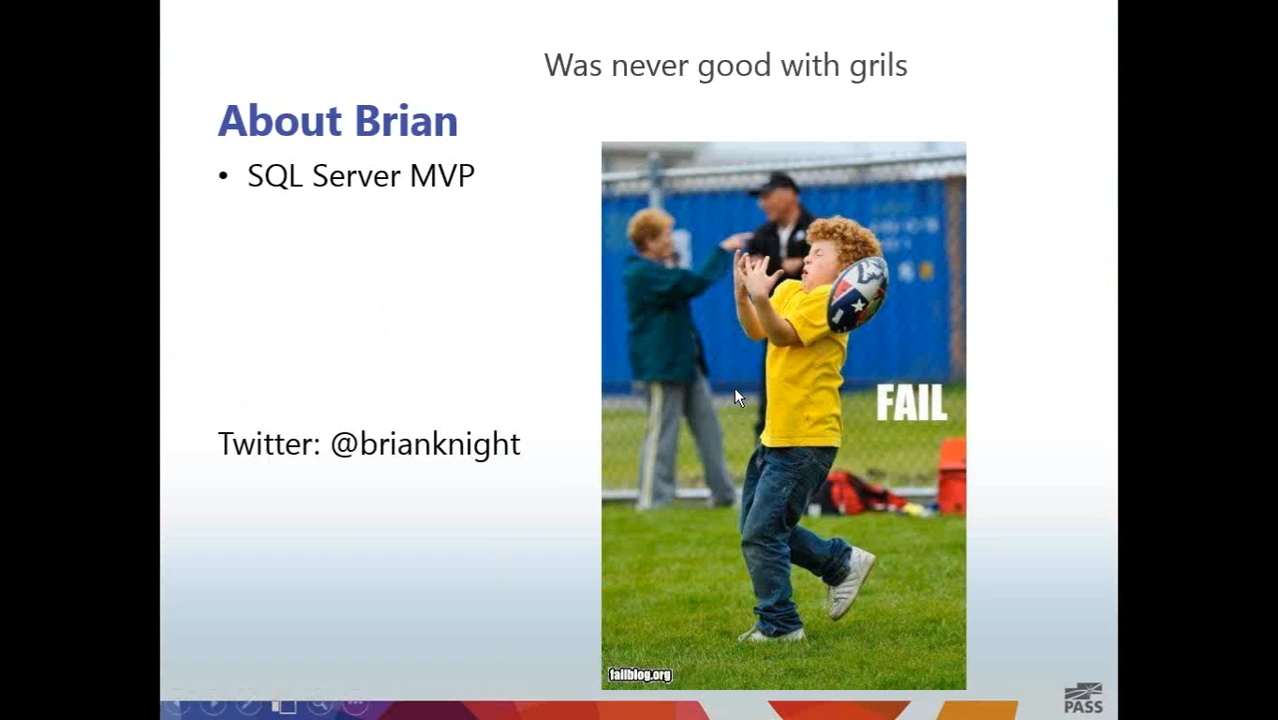 Was never good with grils
About Brian
• SQL Server MVP
FAIL
Twitter: @brianknight
failblog.org
PASS